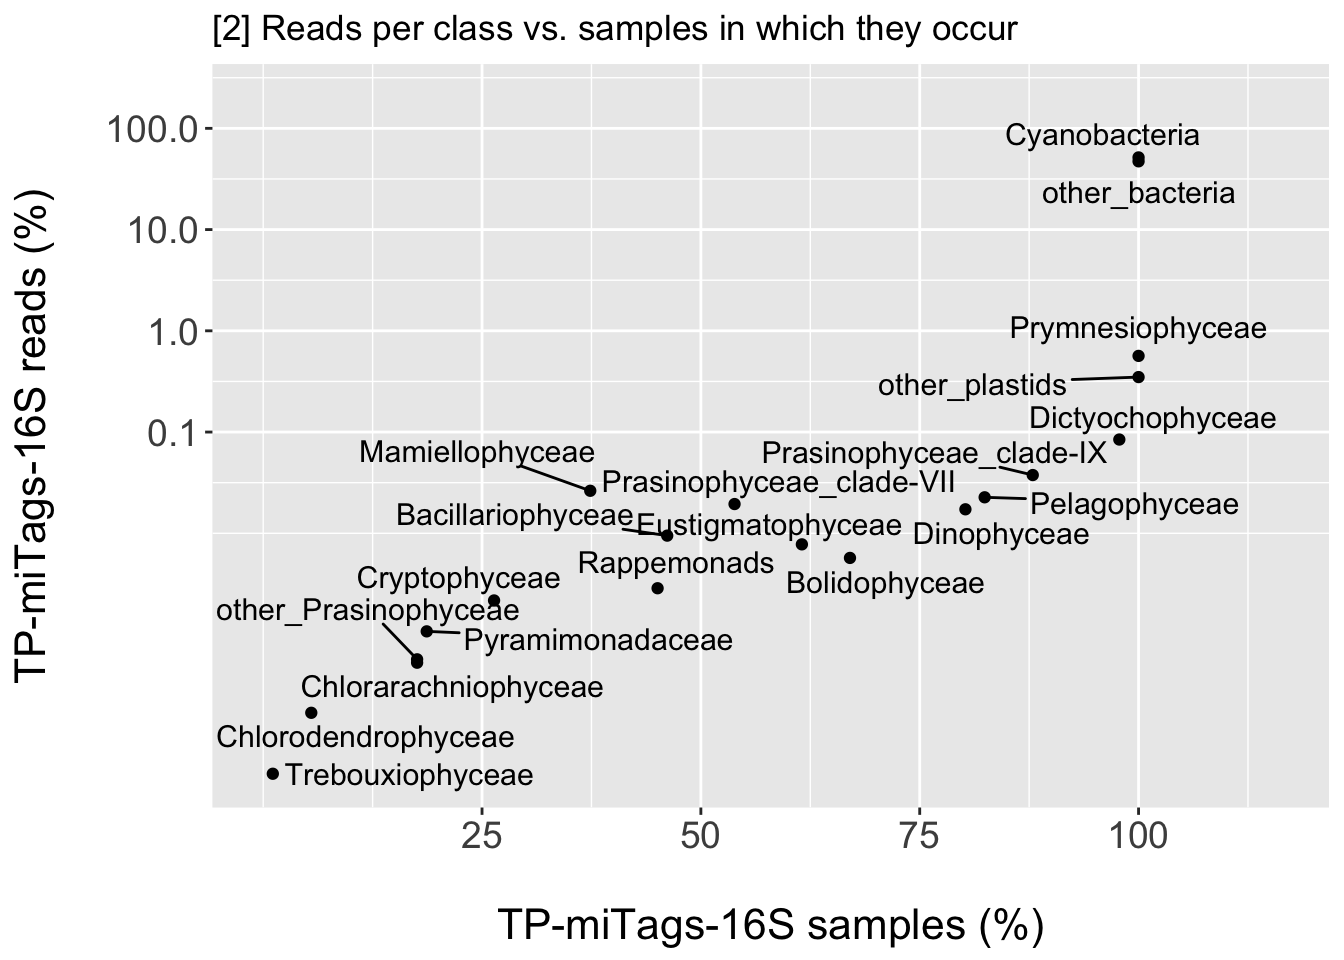 [2] Reads per class vs. samples in which they occur
TP-miTags-16S reads (%)
100.0
10.0
1.0
0.1
Cyanobacteria
other_bacteria
Prymnesiophyceae
other_plastids
Dictyochophyceae
Mamiellophyceae
Prasinophyceae_clade-IX
Prasinophyceae_clade-VII
Pelagophyceae
Bacillariophyceae
Eustigmatophyceae
Dinophyceae
Rappemonads
Bolidophyceae
Cryptophyceae
other_Prasinophyceae
Pyramimonadaceae
Chlorarachniophyceae
Chlorodendrophyceae
Trebouxiophyceae
25 50 75 100
TP-miTags-16S samples (%)